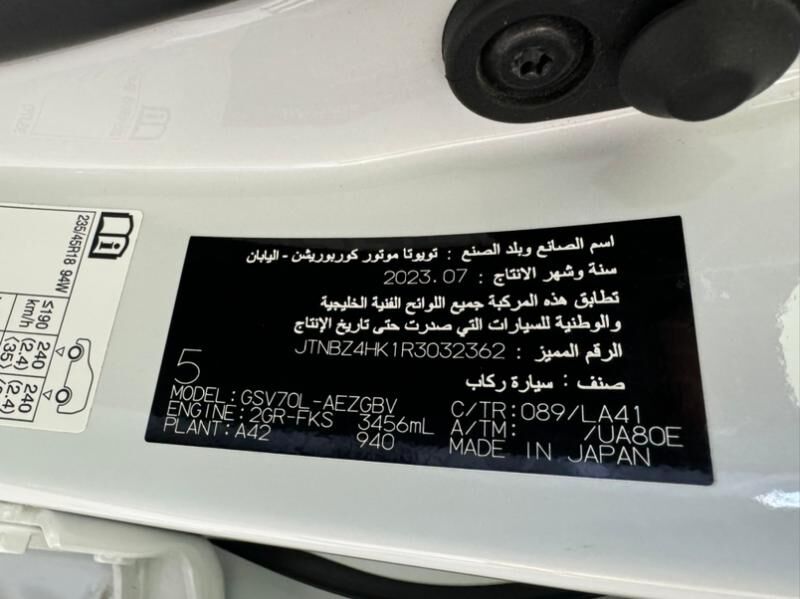 اسم الصانع وبلد الصنع : تويوتا موتور كوربوريشن - اليابان
سنة وشهر الانتاج : 2023.07
تطابق هذه المركبة جميع اللوائح الفنية الخليجية
والوطنية للسيارات التي صدرت حتى تاريخ الإنتاج
الرقم المميز : JTNBZ4HK1R3032362
صنف : سيارة ركاب
5
MODEL:GSV70L-AEZGBV C/TR:089/LA41
ENGINE:2GR-FKS 3456mL A/TM: /UA80E
PLANT:A42 940 MADE IN JAPAN
235/45R18 94W
≤190
km/h
240
(2.4)
(35)
240
(2.4)